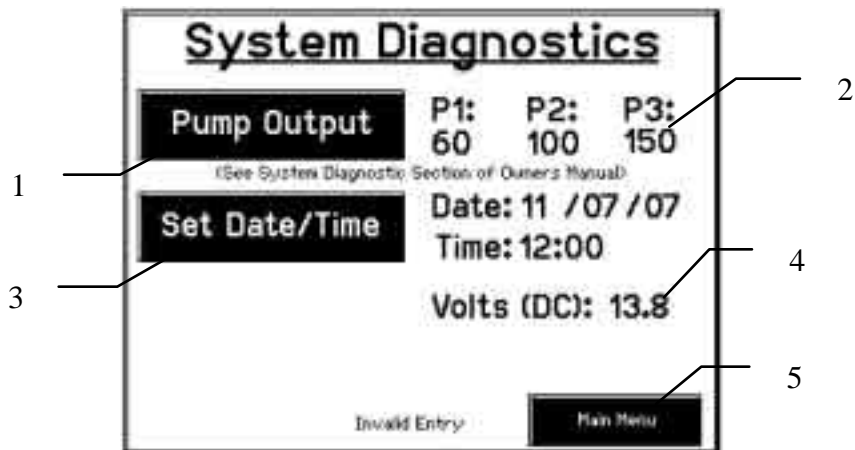 System Diagnostics
Pump Output P1: P2: P3:
60 100 150
(See System Diagnostic Section of Owners Manual)
Set Date/Time Date: 11 /07/07
Time: 12:00
Volts (DC): 13.8
Invalid Entry Main Menu
1
2
3
4
5